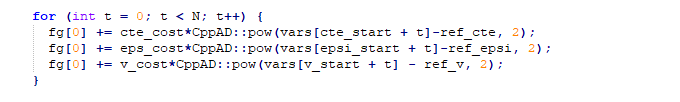 for (int t = 0; t < N; t++) {
fg[0] += cte_cost*CppAD::pow(vars[cte_start + t]-ref_cte, 2);
fg[0] += eps_cost*CppAD::pow(vars[epsi_start + t]-ref_epsi, 2);
fg[0] += v_cost*CppAD::pow(vars[v_start + t] - ref_v, 2);
}